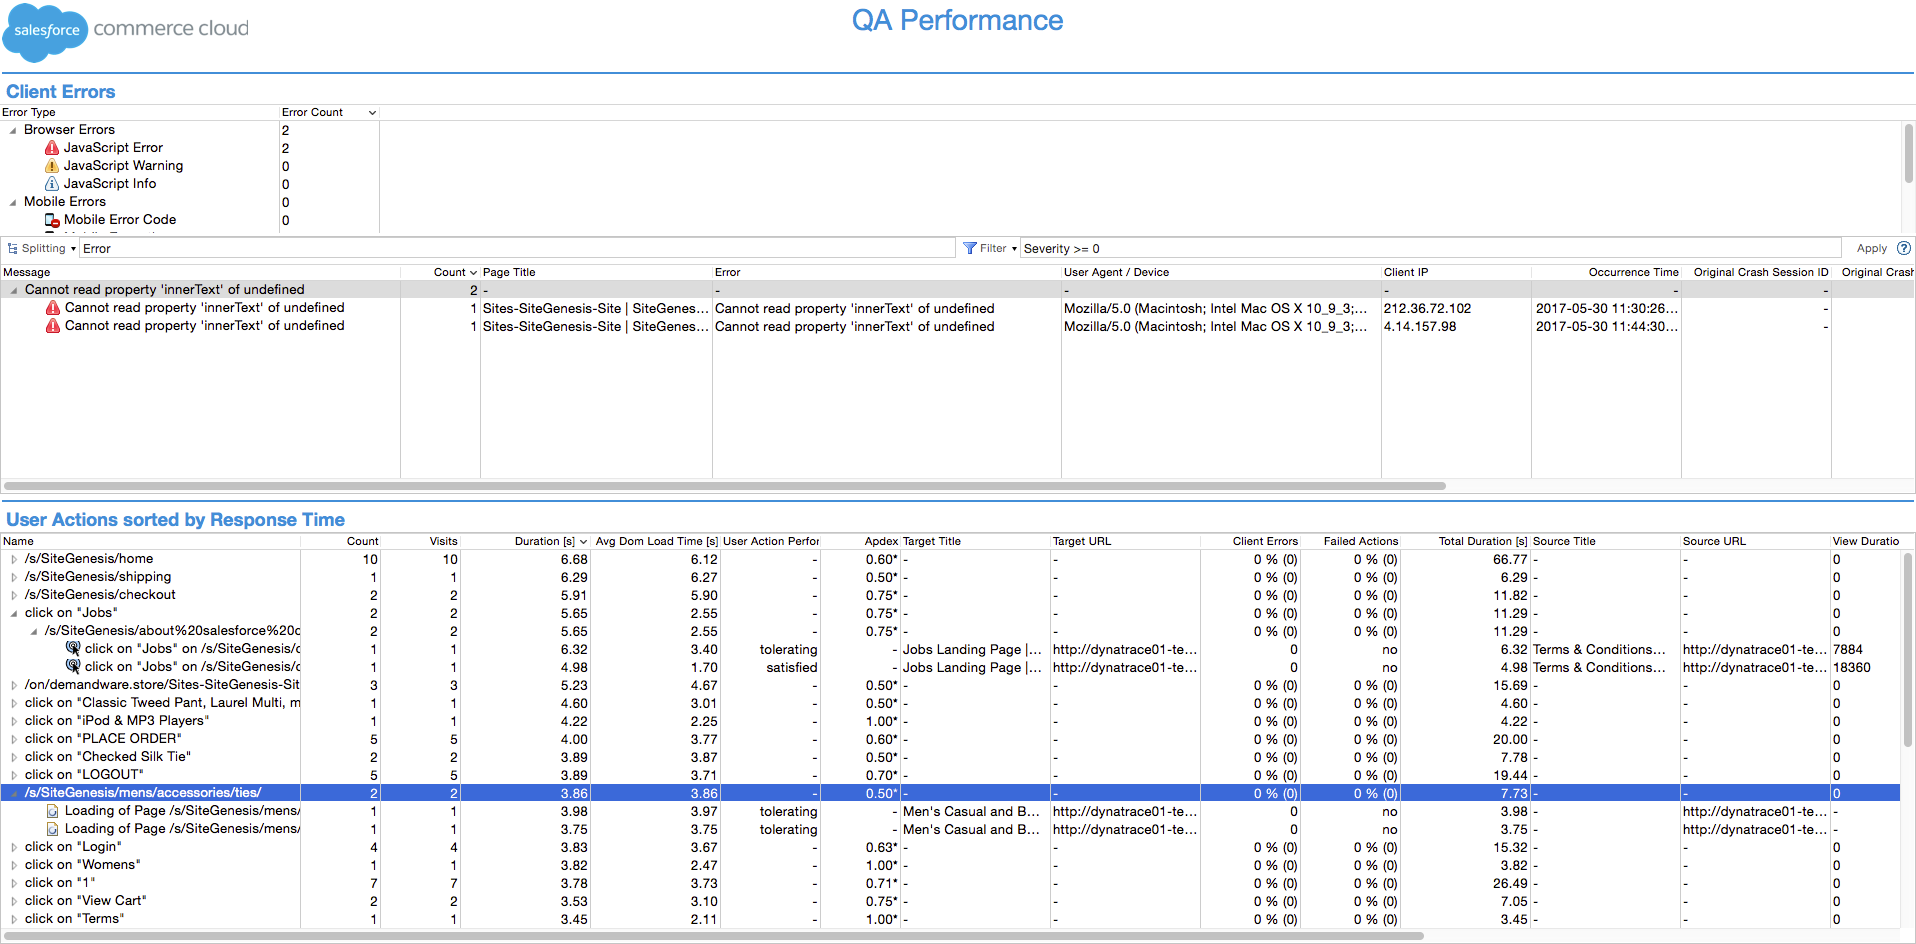 salesforce commerce cloud
QA Performance
Client Errors
Error Type Error Count
Browser Errors 2
JavaScript Error 2
JavaScript Warning 0
JavaScript Info 0
Mobile Errors 0
Mobile Error Code 0
Splitting Error Filter Severity >= 0 Apply ?
Message Count Page Title Error User Agent / Device Client IP Occurrence Time Original Crash Session ID Original Crash
Cannot read property 'innerText' of undefined 2 - - - - - -
Cannot read property 'innerText' of undefined 1 Sites-SiteGenesis-Site | SiteGenes... Cannot read property 'innerText' of undefined Mozilla/5.0 (Macintosh; Intel Mac OS X 10_9_3;... 212.36.72.102 2017-05-30 11:30:26... -
Cannot read property 'innerText' of undefined 1 Sites-SiteGenesis-Site | SiteGenes... Cannot read property 'innerText' of undefined Mozilla/5.0 (Macintosh; Intel Mac OS X 10_9_3;... 4.14.157.98 2017-05-30 11:44:30... -
User Actions sorted by Response Time
Name Count Visits Duration [s] Avg Dom Load Time [s] User Action Perfor Apdex Target Title Target URL Client Errors Failed Actions Total Duration [s] Source Title Source URL View Duratio
/s/SiteGenesis/home 10 10 6.68 6.12 - 0.60* - - 0 % (0) 0 % (0) 66.77 - - 0
/s/SiteGenesis/shipping 1 1 6.29 6.27 - 0.50* - - 0 % (0) 0 % (0) 6.29 - - 0
/s/SiteGenesis/checkout 2 2 5.91 5.90 - 0.75* - - 0 % (0) 0 % (0) 11.82 - - 0
click on "Jobs" 2 2 5.65 2.55 - 0.75* - - 0 % (0) 0 % (0) 11.29 - - 0
/s/SiteGenesis/about%20salesforce%20c 2 2 5.65 2.55 - 0.75* - - 0 % (0) 0 % (0) 11.29 - - 0
click on "Jobs" on /s/SiteGenesis/c 1 1 6.32 3.40 tolerating - Jobs Landing Page |... http://dynatrace01-te... 0 no 6.32 Terms & Conditions... http://dynatrace01-te... 7884
click on "Jobs" on /s/SiteGenesis/c 1 1 4.98 1.70 satisfied - Jobs Landing Page |... http://dynatrace01-te... 0 no 4.98 Terms & Conditions... http://dynatrace01-te... 18360
/on/demandware.store/Sites-SiteGenesis-Sit 3 3 5.23 4.67 - 0.50* - - 0 % (0) 0 % (0) 15.69 - - 0
click on "Classic Tweed Pant, Laurel Multi, m 1 1 4.60 3.01 - 0.50* - - 0 % (0) 0 % (0) 4.60 - - 0
click on "iPod & MP3 Players" 1 1 4.22 2.25 - 1.00* - - 0 % (0) 0 % (0) 4.22 - - 0
click on "PLACE ORDER" 5 5 4.00 3.77 - 0.60* - - 0 % (0) 0 % (0) 20.00 - - 0
click on "Checked Silk Tie" 2 2 3.89 3.87 - 0.50* - - 0 % (0) 0 % (0) 7.78 - - 0
click on "LOGOUT" 5 5 3.89 3.71 - 0.70* - - 0 % (0) 0 % (0) 19.44 - - 0
/s/SiteGenesis/mens/accessories/ties/ 2 2 3.86 3.86 - 0.50* - - 0 % (0) 0 % (0) 7.73 - - 0
Loading of Page /s/SiteGenesis/mens/ 1 1 3.98 3.97 tolerating - Men's Casual and B... http://dynatrace01-te... 0 no 3.98 http://dynatrace01-te... -
Loading of Page /s/SiteGenesis/mens/ 1 1 3.75 3.75 tolerating - Men's Casual and B... http://dynatrace01-te... 0 no 3.75 http://dynatrace01-te... -
click on "Login" 4 4 3.83 3.67 - 0.63* - - 0 % (0) 0 % (0) 15.32 - - 0
click on "Womens" 1 1 3.82 2.47 - 1.00* - - 0 % (0) 0 % (0) 3.82 - - 0
click on "1" 7 7 3.78 3.73 - 0.71* - - 0 % (0) 0 % (0) 26.49 - - 0
click on "View Cart" 2 2 3.53 3.10 - 0.75* - - 0 % (0) 0 % (0) 7.05 - - 0
click on "Terms" 1 1 3.45 2.11 - 1.00* - - 0 % (0) 0 % (0) 3.45 - - 0